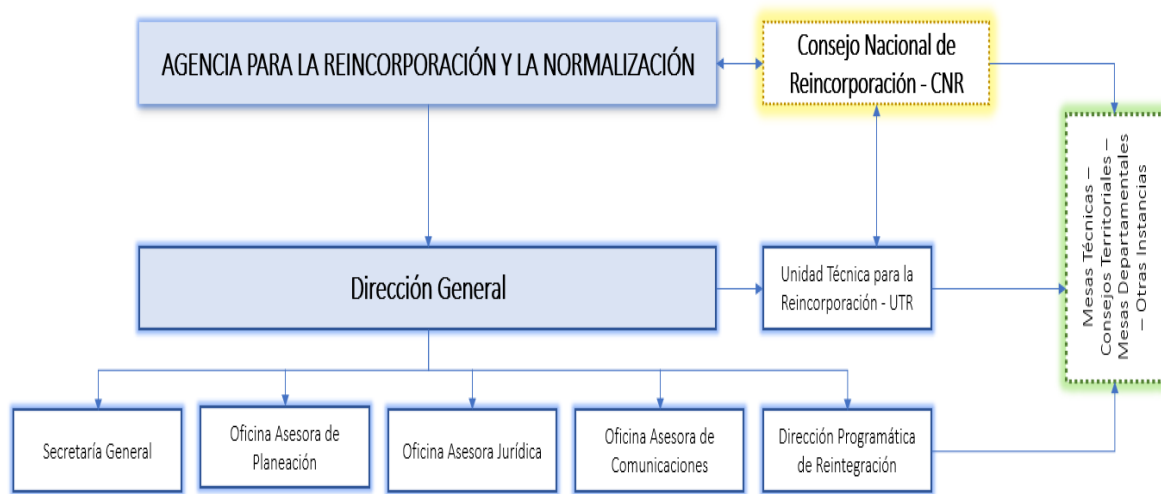 AGENCIA PARA LA REINCORPORACIÓN Y LA NORMALIZACIÓN
Consejo Nacional de
Reincorporación - CNR
Mesas Técnicas –
Consejos Territoriales –
Mesas Departamentales
– Otras Instancias
Dirección General
Unidad Técnica para la
Reincorporación - UTR
Secretaría General
Oficina Asesora de
Planeación
Oficina Asesora Jurídica
Oficina Asesora de
Comunicaciones
Dirección Programática
de Reintegración